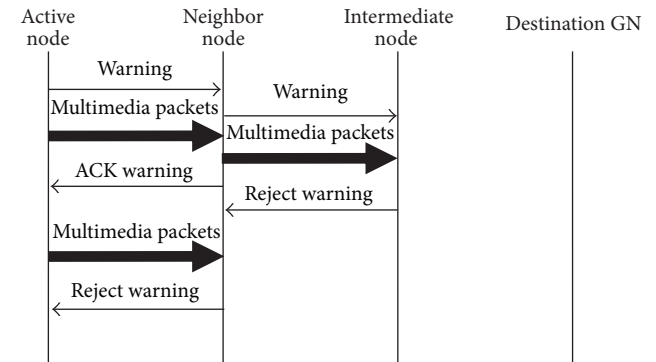 Active
node
Neighbor
node
Intermediate
node
Destination GN
Warning
Warning
Multimedia packets
Multimedia packets
ACK warning
Reject warning
Multimedia packets
Reject warning